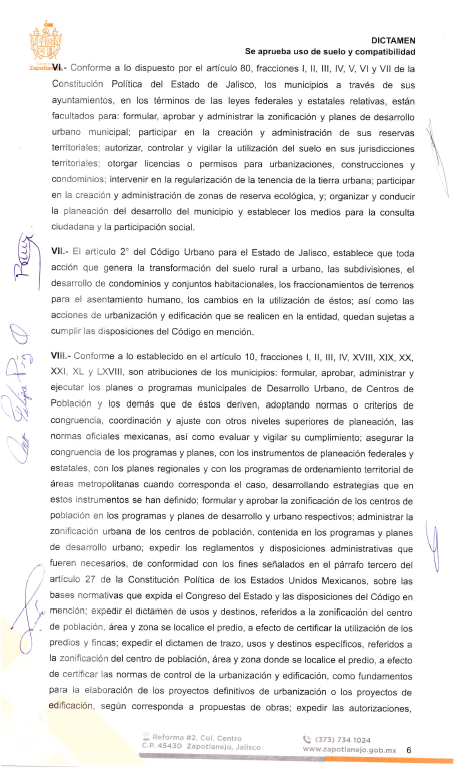 DICTAMEN
Se aprueba uso de suelo y compatibilidad
Zapotlanejo
VI.- Conforme a lo dispuesto por el artículo 80, fracciones I, II, III, IV, V, VI y VII de la
Constitución Política del Estado de Jalisco, los municipios a través de sus
ayuntamientos, en los términos de las leyes federales y estatales relativas, están
facultados para: formular, aprobar y administrar la zonificación y planes de desarrollo
urbano municipal; participar en la creación y administración de sus reservas
territoriales; autorizar, controlar y vigilar la utilización del suelo en sus jurisdicciones
territoriales; otorgar licencias o permisos para urbanizaciones, construcciones y
condominios; intervenir en la regularización de la tenencia de la tierra urbana; participar
en la creación y administración de zonas de reserva ecológica, y; organizar y conducir
la planeación del desarrollo del municipio y establecer los medios para la consulta
ciudadana y la participación social.
VII.- El artículo 2° del Código Urbano para el Estado de Jalisco, establece que toda
acción que genera la transformación del suelo rural a urbano, las subdivisiones, el
desarrollo de condominios y conjuntos habitacionales, los fraccionamientos de terrenos
para el asentamiento humano, los cambios en la utilización de éstos; así como las
acciones de urbanización y edificación que se realicen en la entidad, quedan sujetas a
cumplir las disposiciones del Código en mención.
VIII.- Conforme a lo establecido en el artículo 10, fracciones I, II, III, IV, XVIII, XIX, XX,
XXI, XL y LXVIII, son atribuciones de los municipios: formular, aprobar, administrar y
ejecutar los planes o programas municipales de Desarrollo Urbano, de Centros de
Población y los demás que de éstos deriven, adoptando normas o criterios de
congruencia, coordinación y ajuste con otros niveles superiores de planeación, las
normas oficiales mexicanas, así como evaluar y vigilar su cumplimiento; asegurar la
congruencia de los programas y planes, con los instrumentos de planeación federales y
estatales, con los planes regionales y con los programas de ordenamiento territorial de
áreas metropolitanas cuando corresponda el caso, desarrollando estrategias que en
estos instrumentos se han definido; formular y aprobar la zonificación de los centros de
población en los programas y planes de desarrollo y urbano respectivos; administrar la
zonificación urbana de los centros de población, contenida en los programas y planes
de desarrollo urbano; expedir los reglamentos y disposiciones administrativas que
fueren necesarios, de conformidad con los fines señalados en el párrafo tercero del
artículo 27 de la Constitución Política de los Estados Unidos Mexicanos, sobre las
bases normativas que expida el Congreso del Estado y las disposiciones del Código en
mención; expedir el dictamen de usos y destinos, referidos a la zonificación del centro
de población, área y zona se localice el predio, a efecto de certificar la utilización de los
predios y fincas; expedir el dictamen de trazo, usos y destinos específicos, referidos a
la zonificación del centro de población, área y zona donde se localice el predio, a efecto
de certificar las normas de control de la urbanización y edificación, como fundamentos
para la elaboración de los proyectos definitivos de urbanización o los proyectos de
edificación, según corresponda a propuestas de obras; expedir las autorizaciones,
Reforma #2, Col. Centro
C.P. 45430 Zapotlanejo, Jalisco
(373) 734 1024
www.zapotlanejo.gob.mx
6